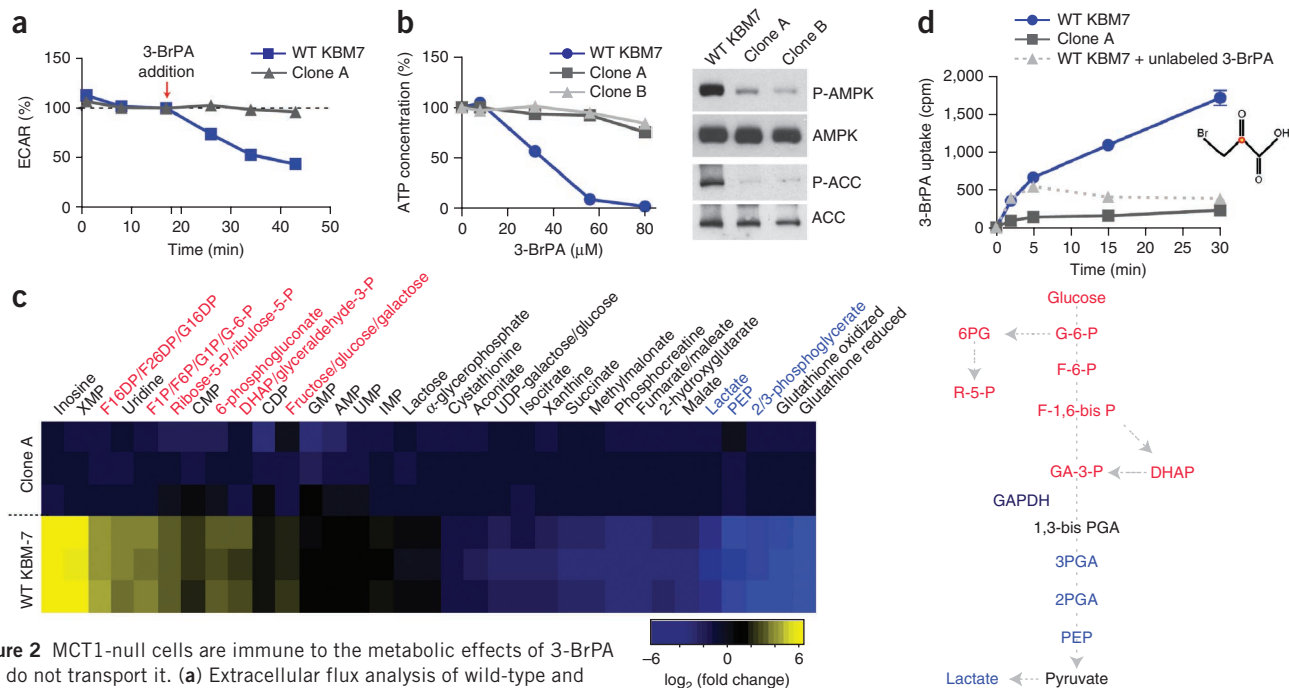 a
3-BrPA
addition
WT KBM7
Clone A
ECAR (%)
150
100
50
0
0 10 20 30 40 50
Time (min)
b
WT KBM7
Clone A
Clone B
ATP concentration (%)
150
100
50
0
0 20 40 60 80
3-BrPA (μM)
WT KBM7
Clone A
Clone B
P-AMPK
AMPK
P-ACC
ACC
d
WT KBM7
Clone A
WT KBM7 + unlabeled 3-BrPA
3-BrPA uptake (cpm)
2,000
1,500
1,000
500
0
0 5 10 15 20 25 30
Time (min)
Br
O
OH
O
c
Inosine
XMP
F16DP/F26DP/G16DP
Uridine
F1P/F6P/G1P/G-6-P
Ribose-5-P/ribulose-5-P
CMP
6-phosphogluconate
DHAP/glyceraldehyde-3-P
CDP
Fructose/glucose/galactose
GMP
AMP
UMP
IMP
Lactose
α-glycerophosphate
Cystathionine
Aconitate
UDP-galactose/glucose
Isocitrate
Xanthine
Succinate
Methylmalonate
Phosphocreatine
Fumarate/maleate
2-hydroxyglutarate
Malate
Lactate
PEP
2/3-phosphoglycerate
Glutathione oxidized
Glutathione reduced
Clone A
WT KBM-7
−6 0 6
log2 (fold change)
Glucose
6PG G-6-P
F-6-P
R-5-P
F-1,6-bis P
GA-3-P DHAP
GAPDH
1,3-bis PGA
3PGA
2PGA
PEP
Lactate Pyruvate
ure 2 MCT1-null cells are immune to the metabolic effects of 3-BrPA
do not transport it. (a) Extracellular flux analysis of wild-type and